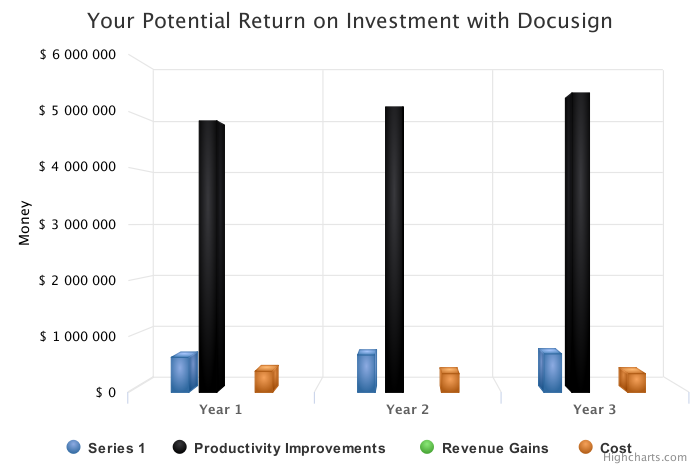 Your Potential Return on Investment with Docusign
$ 6 000 000
$ 5 000 000
$ 4 000 000
$ 3 000 000
$ 2 000 000
$ 1 000 000
$ 0
Money
Year 1 Year 2 Year 3
Series 1 Productivity Improvements Revenue Gains Cost
Highcharts.com